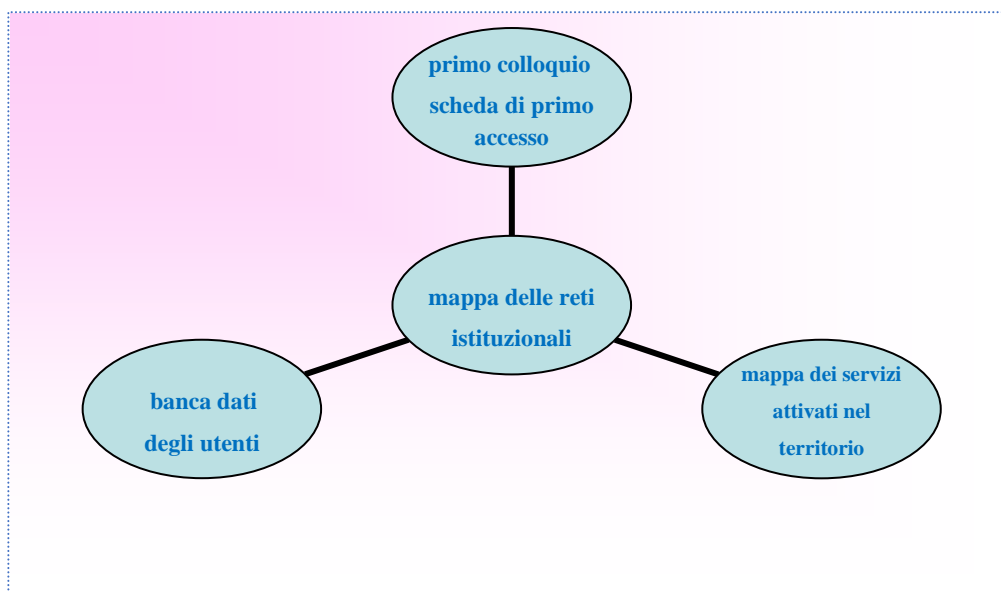 primo colloquio
scheda di primo
accesso
mappa delle reti
istituzionali
banca dati
degli utenti
mappa dei servizi
attivati nel
territorio